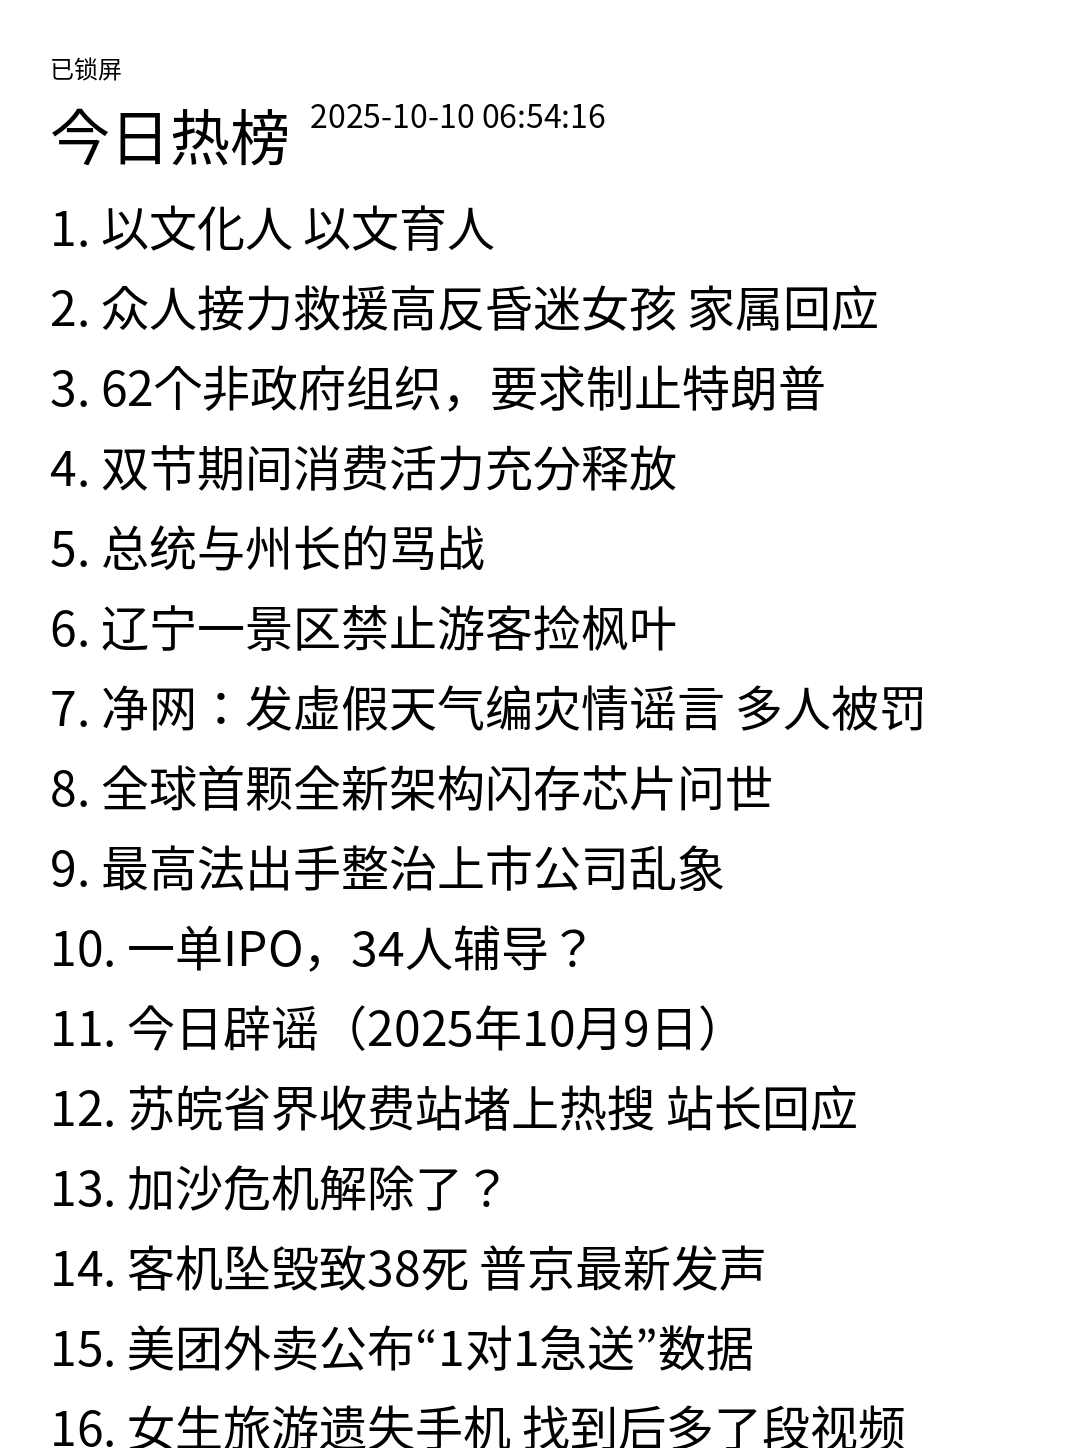 已锁屏
今日热榜 2025-10-10 06:54:16
1. 以文化人 以文育人
2. 众人接力救援高反昏迷女孩 家属回应
3. 62个非政府组织，要求制止特朗普
4. 双节期间消费活力充分释放
5. 总统与州长的骂战
6. 辽宁一景区禁止游客捡枫叶
7. 净网：发虚假天气编灾情谣言 多人被罚
8. 全球首颗全新架构闪存芯片问世
9. 最高法出手整治上市公司乱象
10. 一单IPO，34人辅导？
11. 今日辟谣（2025年10月9日）
12. 苏皖省界收费站堵上热搜 站长回应
13. 加沙危机解除了？
14. 客机坠毁致38死 普京最新发声
15. 美团外卖公布“1对1急送”数据
16. 女生旅游遗失手机 找到后多了段视频